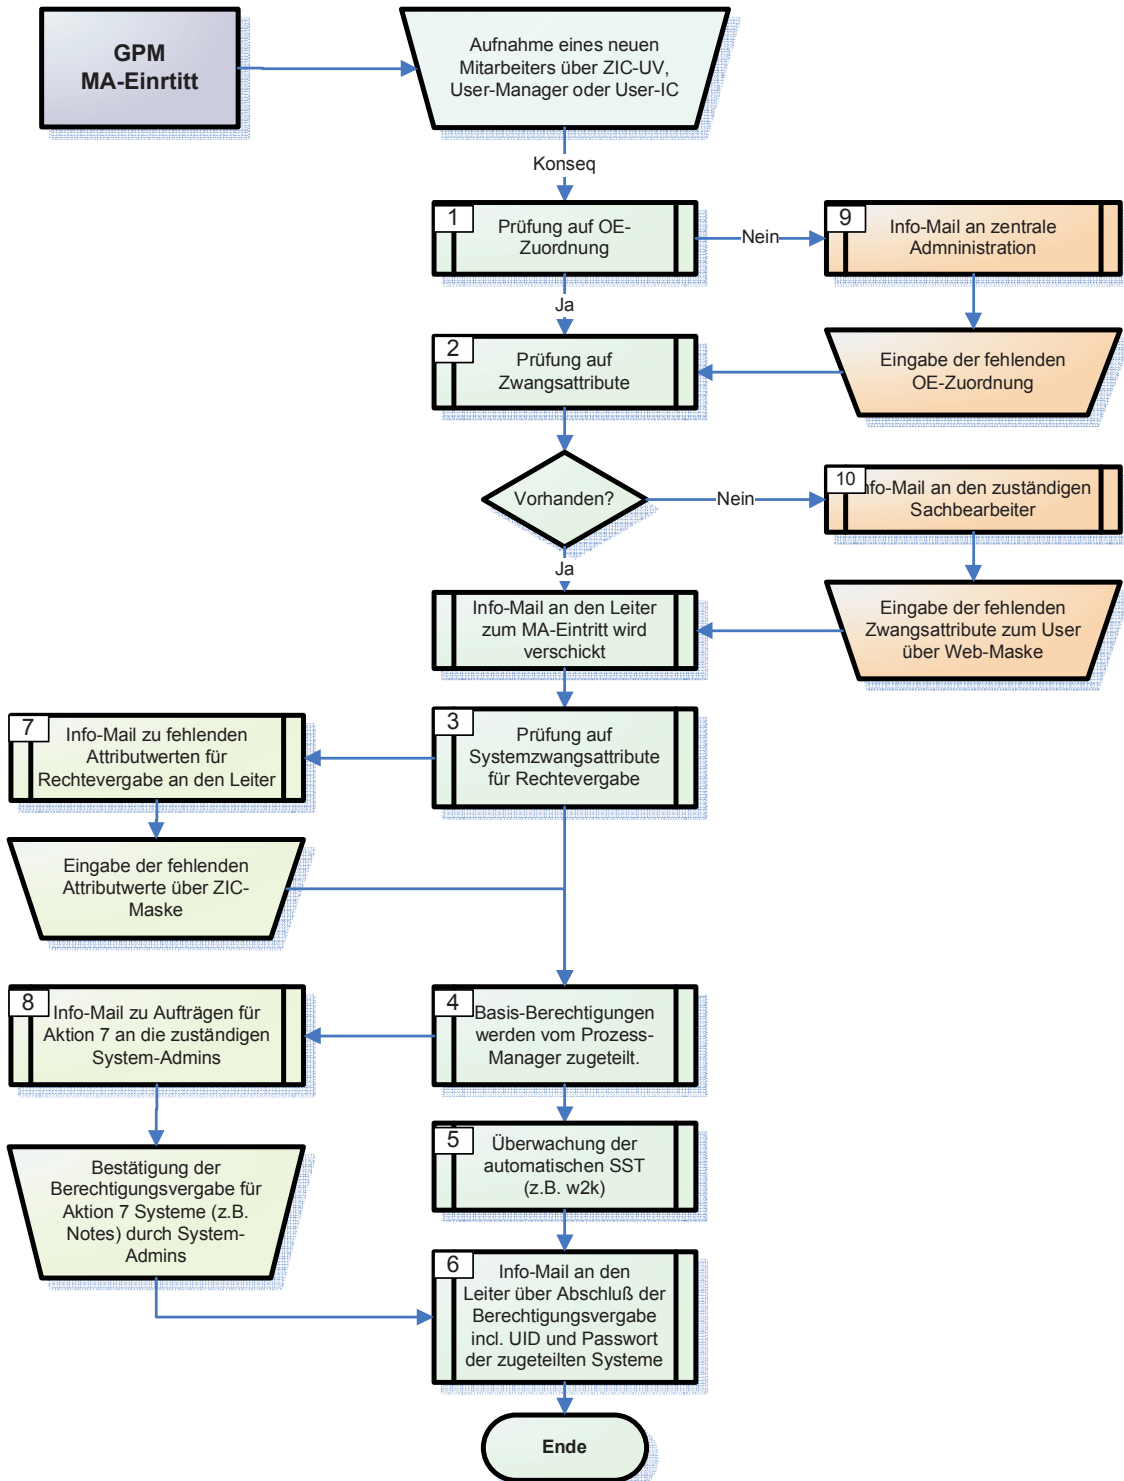 GPM
MA-Einrtitt
Aufnahme eines neuen
Mitarbeiters über ZIC-UV,
User-Manager oder User-IC
Konseq
1
Prüfung auf OE-
Zuordnung
Nein
9
Info-Mail an zentrale
Admninistration
Ja
2
Prüfung auf
Zwangsattribute
Eingabe der fehlenden
OE-Zuordnung
Vorhanden?
Nein
10
Info-Mail an den zuständigen
Sachbearbeiter
Ja
Info-Mail an den Leiter
zum MA-Eintritt wird
verschickt
Eingabe der fehlenden
Zwangsattribute zum User
über Web-Maske
7
Info-Mail zu fehlenden
Attributwerten für
Rechtevergabe an den Leiter
3
Prüfung auf
Systemzwangsattribute
für Rechtevergabe
Eingabe der fehlenden
Attributwerte über ZIC-
Maske
8
Info-Mail zu Aufträgen für
Aktion 7 an die zuständigen
System-Admins
4
Basis-Berechtigungen
werden vom Prozess-
Manager zugeteilt.
5
Überwachung der
automatischen SST
(z.B. w2k)
Bestätigung der
Berechtigungsvergabe für
Aktion 7 Systeme (z.B.
Notes) durch System-
Admins
6
Info-Mail an den
Leiter über Abschluß der
Berechtigungsvergabe
incl. UID und Passwort
der zugeteilten Systeme
Ende